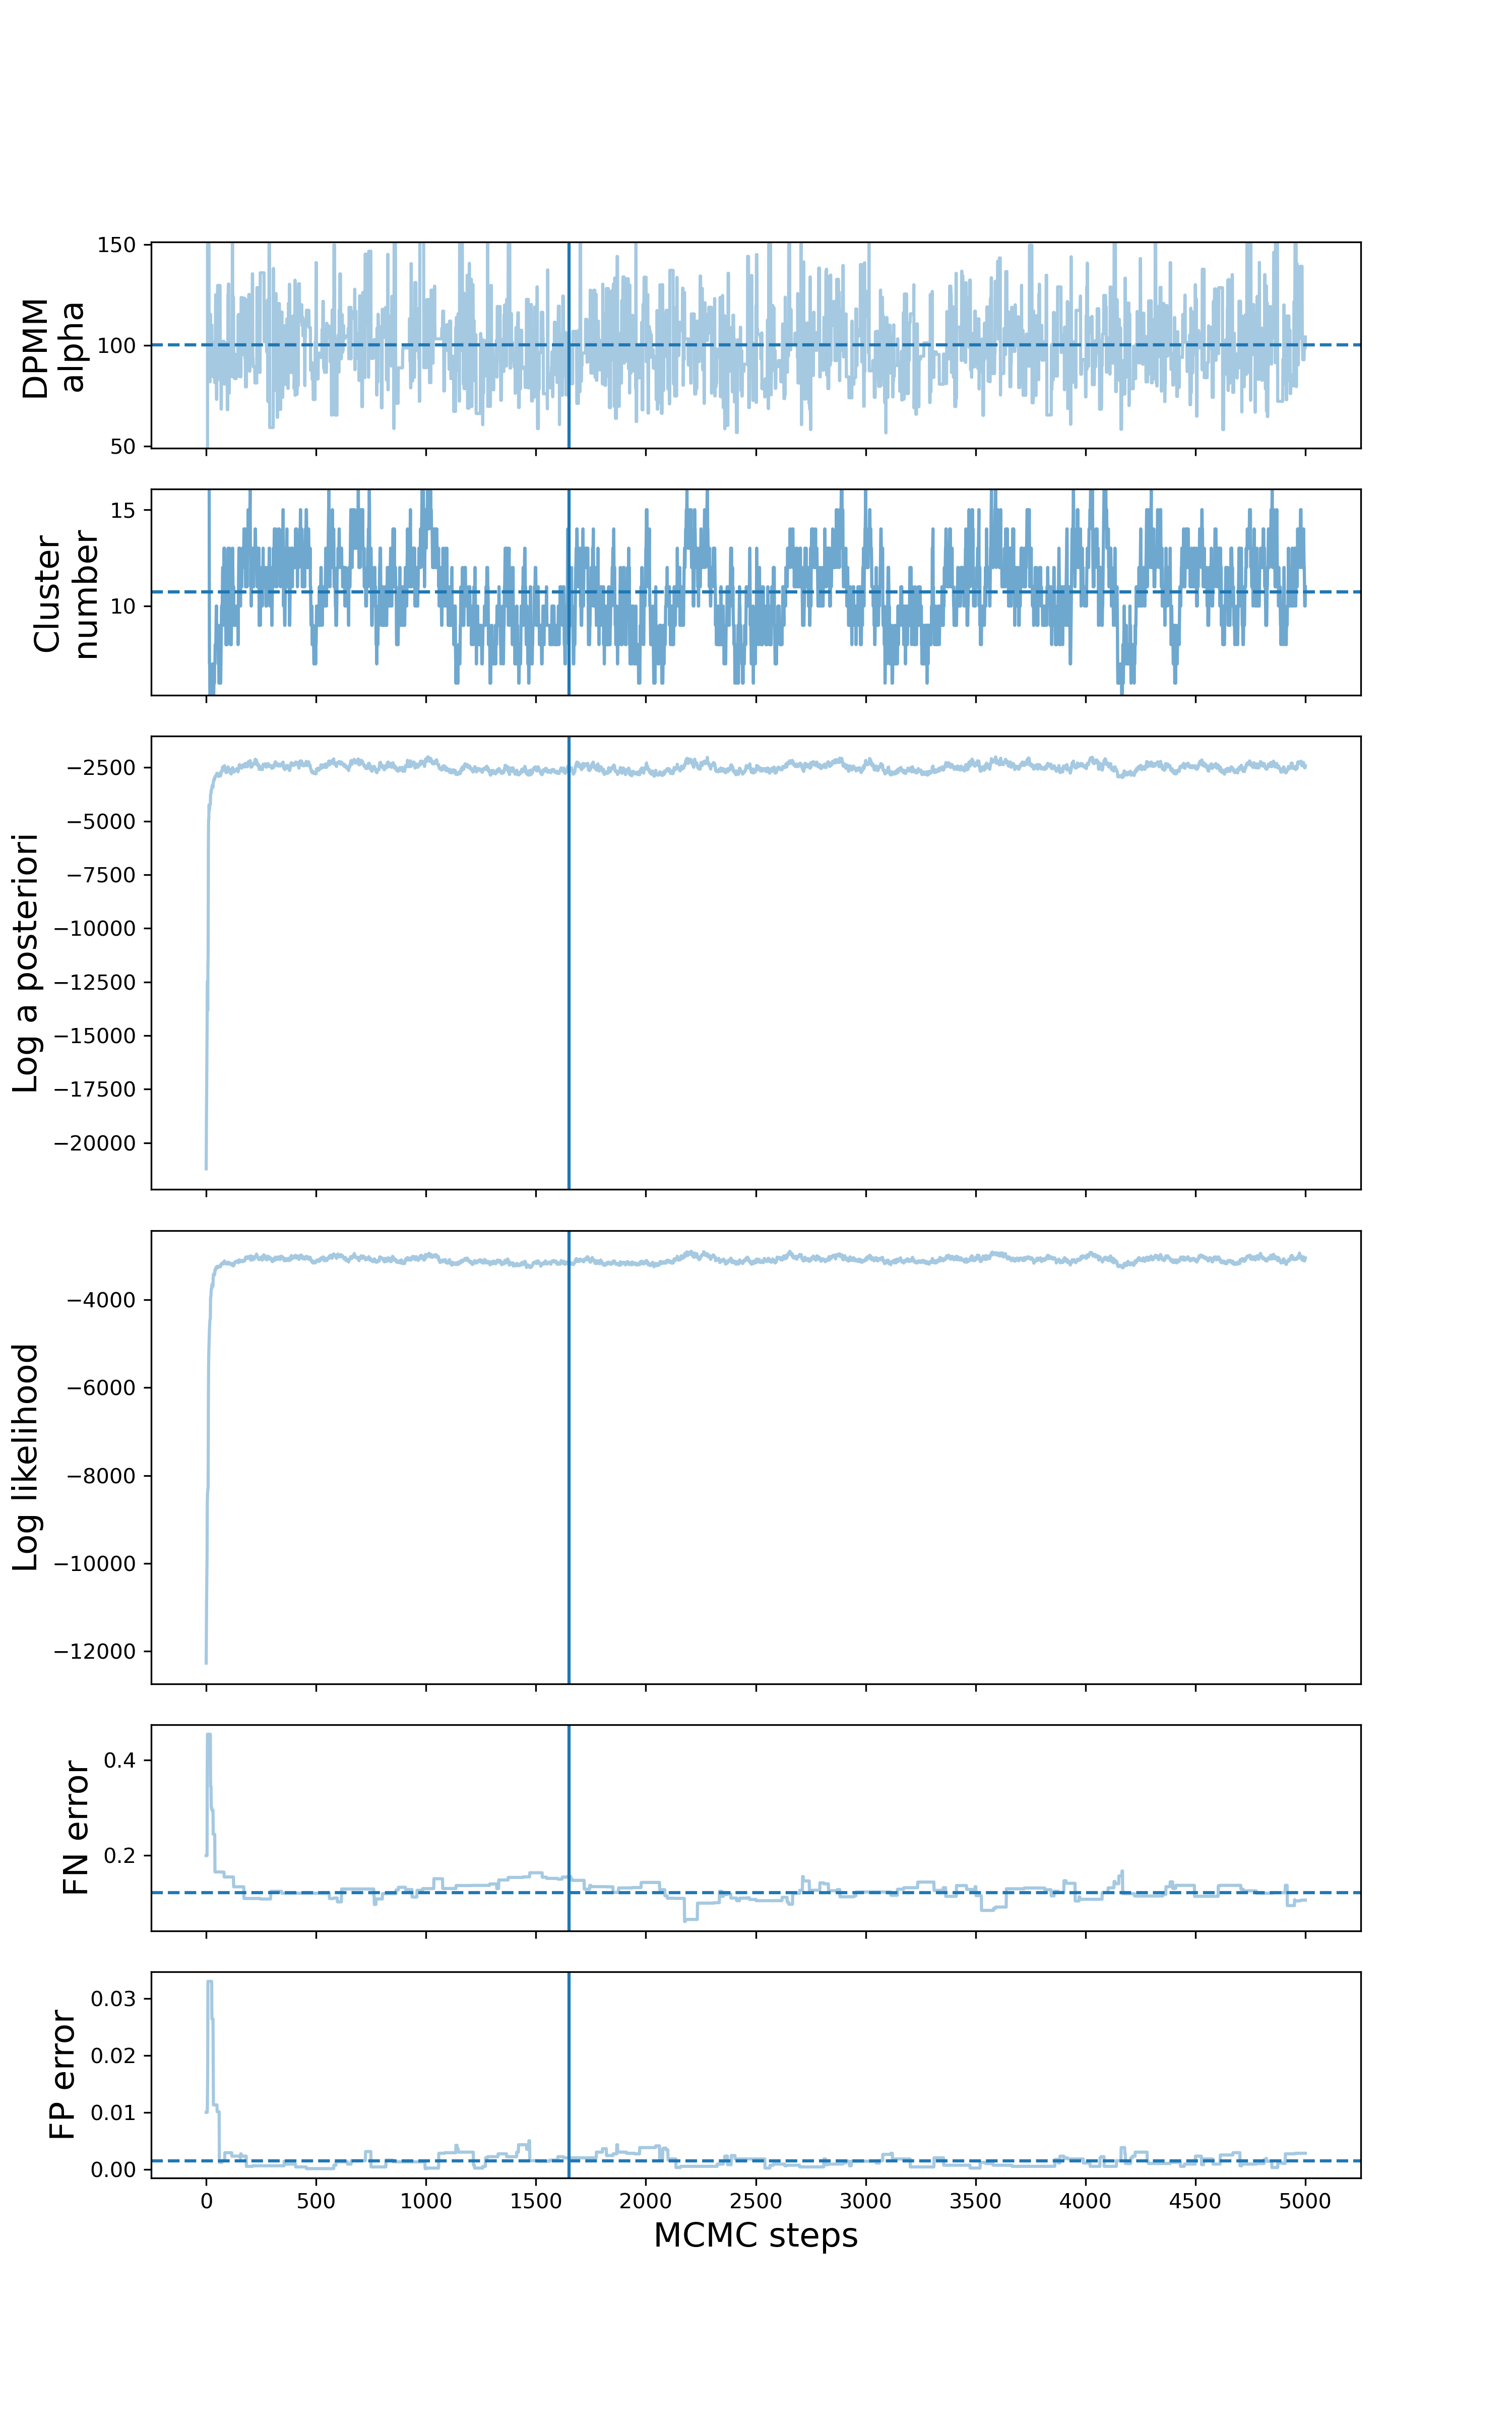 DPMM
alpha
150
100
50
Cluster
number
15
10
Log a posteriori
−2500
−5000
−7500
−10000
−12500
−15000
−17500
−20000
Log likelihood
−4000
−6000
−8000
−10000
−12000
FN error
0.4
0.2
FP error
0.03
0.02
0.01
0.00
0 500 1000 1500 2000 2500 3000 3500 4000 4500 5000
MCMC steps